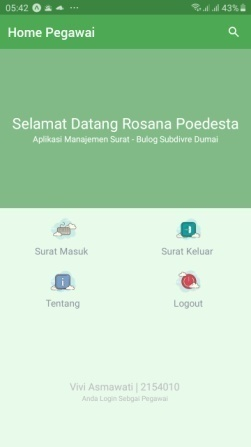 05:42
43%
Home Pegawai
Selamat Datang Rosana Poedesta
Aplikasi Manajemen Surat - Bulog Subdivre Dumai
Surat Masuk
Surat Keluar
Tentang
Logout
Vivi Asmawati | 2154010
Anda Login Sebgai Pegawai